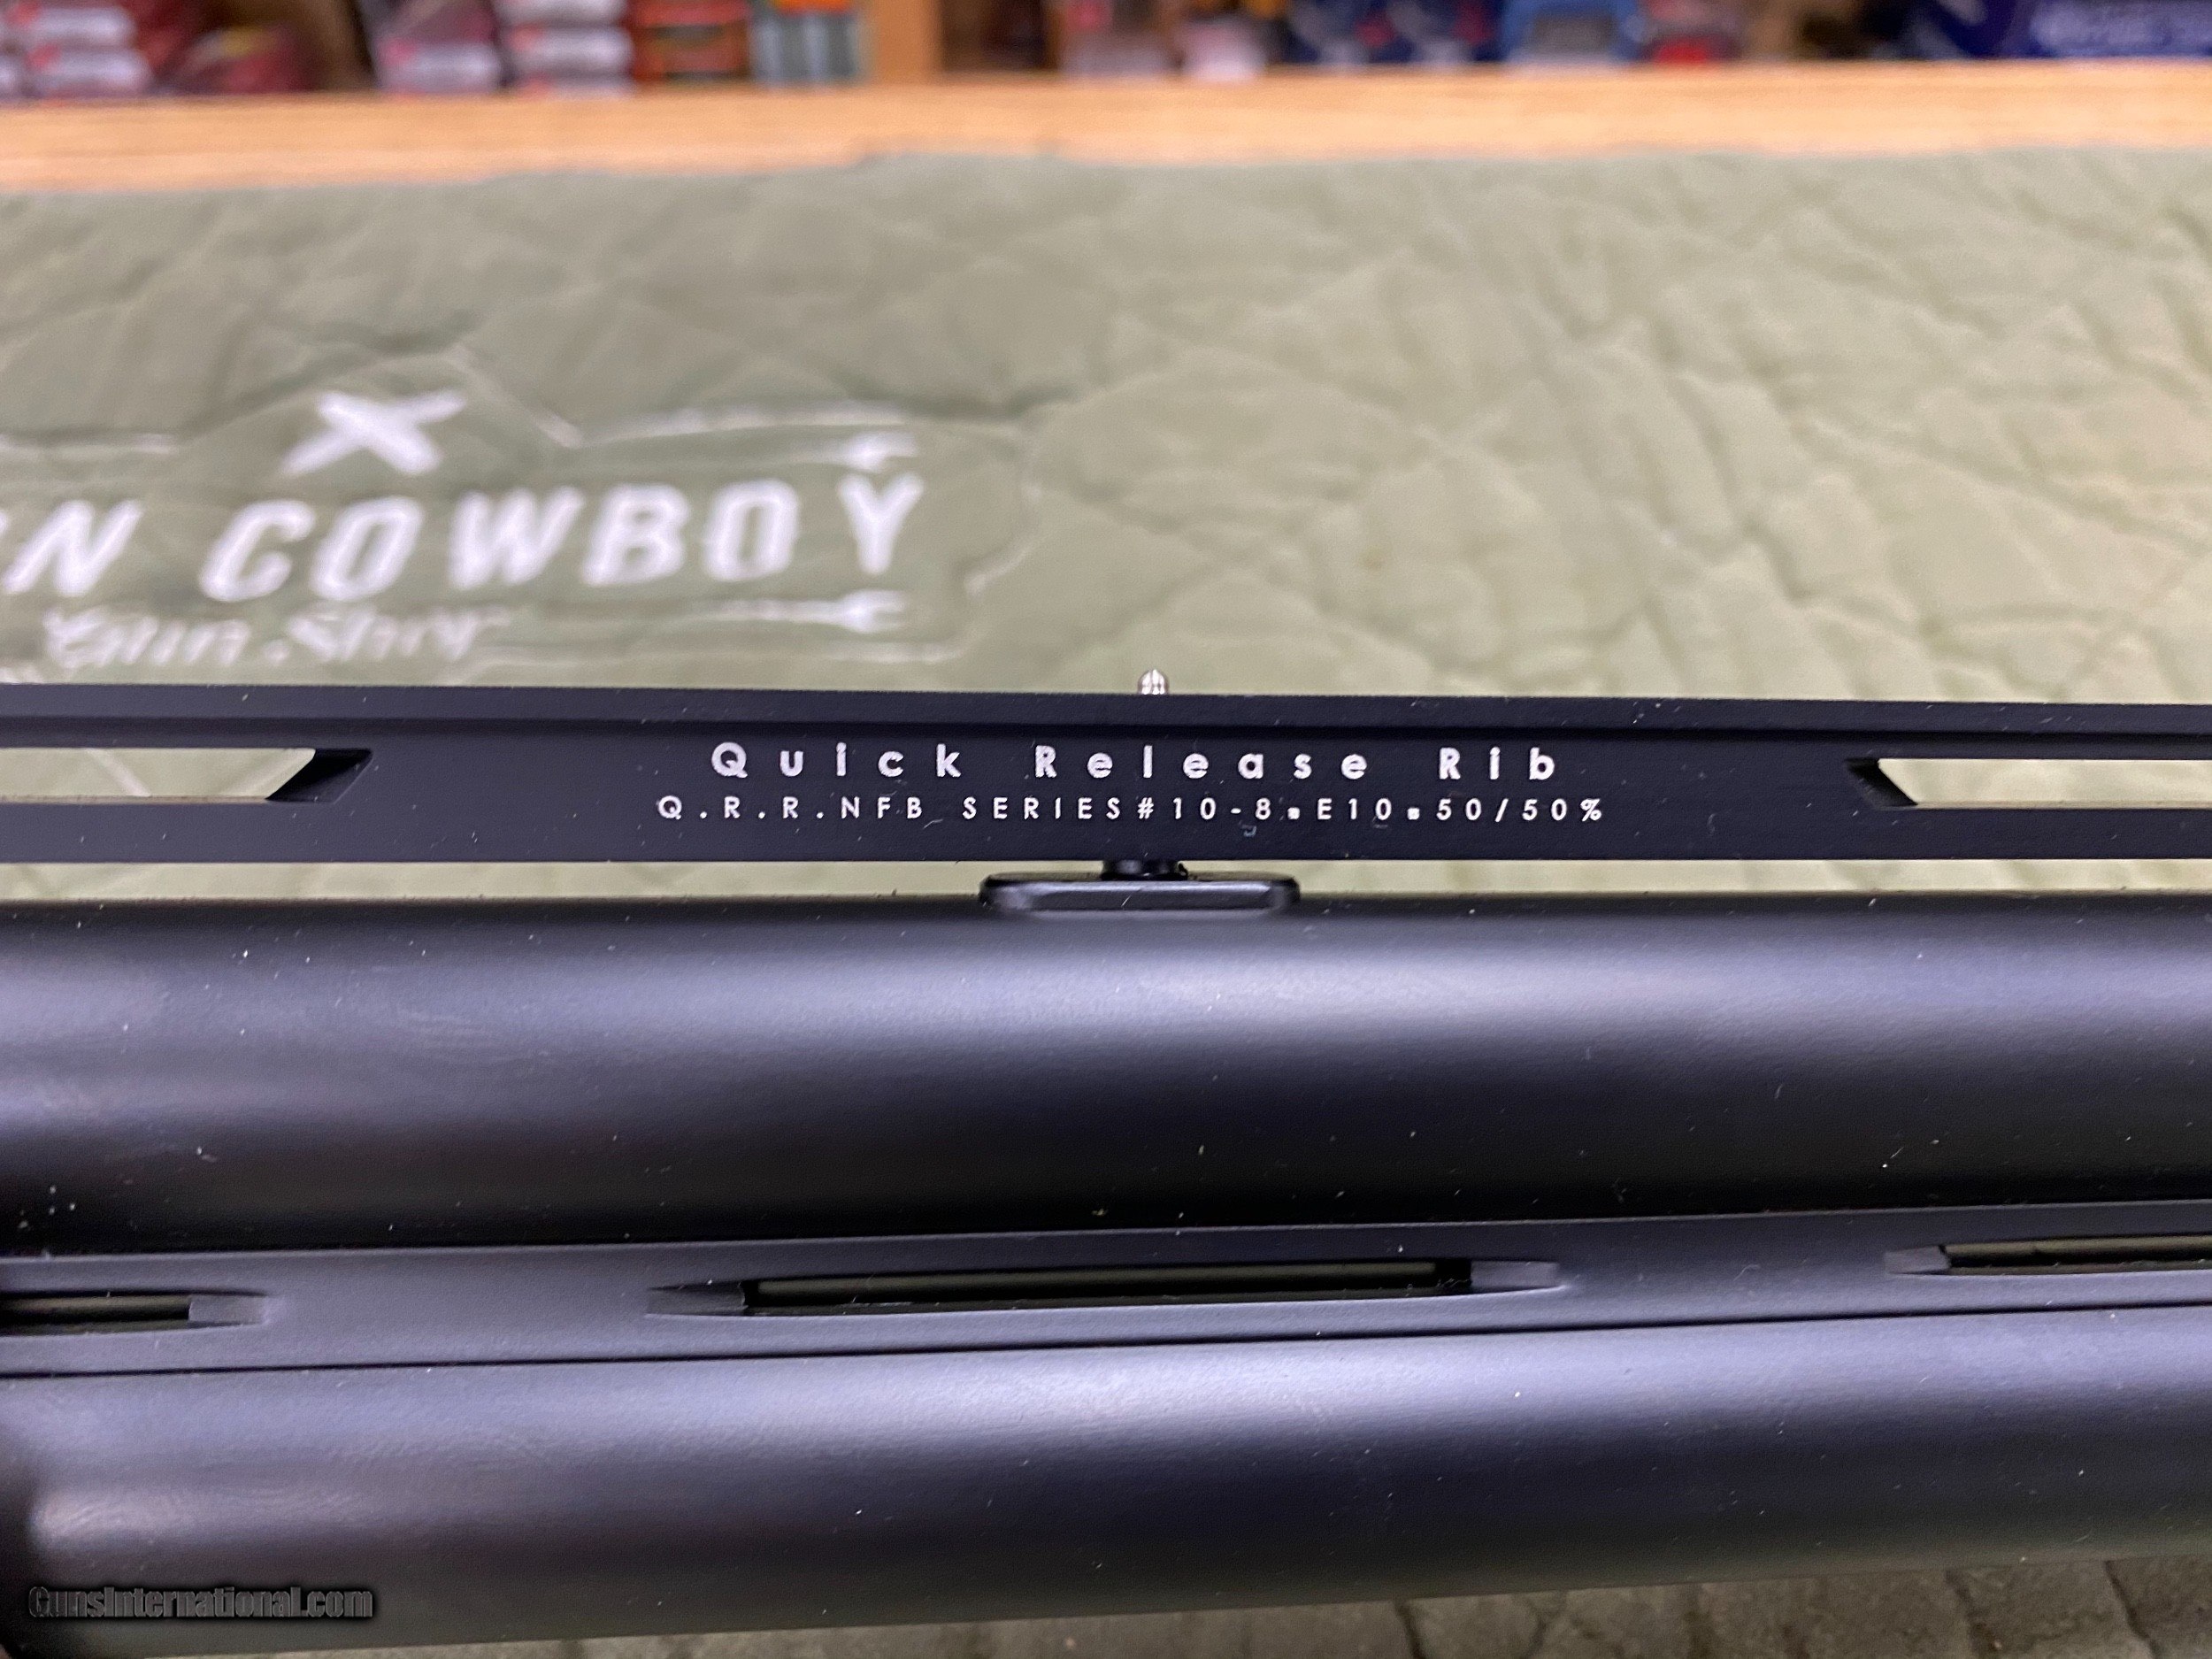 COWBOY
Quick Release Rib
Q.R.R.NFB SERIES#10-8.E10.50/50%
GunsInternational.com